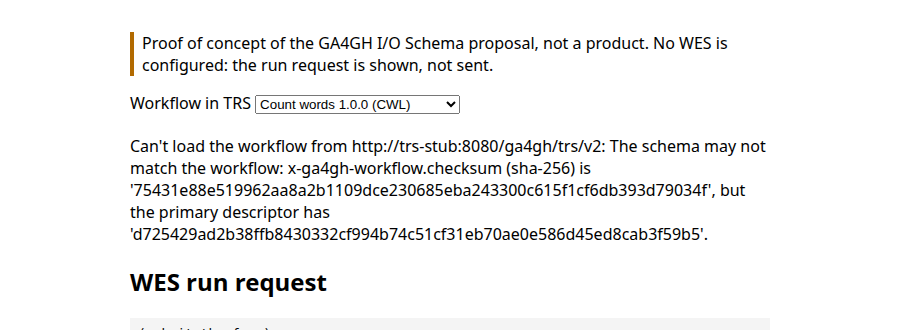 Proof of concept of the GA4GH I/O Schema proposal, not a product. No WES is
configured: the run request is shown, not sent.
Workflow in TRS Count words 1.0.0 (CWL)
Can't load the workflow from http://trs-stub:8080/ga4gh/trs/v2: The schema may not
match the workflow: x-ga4gh-workflow.checksum (sha-256) is
'75431e88e519962aa8a2b1109dce230685eba243300c615f1cf6db393d79034f', but
the primary descriptor has
'd725429ad2b38ffb8430332cf994b74c51cf31eb70ae0e586d45ed8cab3f59b5'.
WES run request